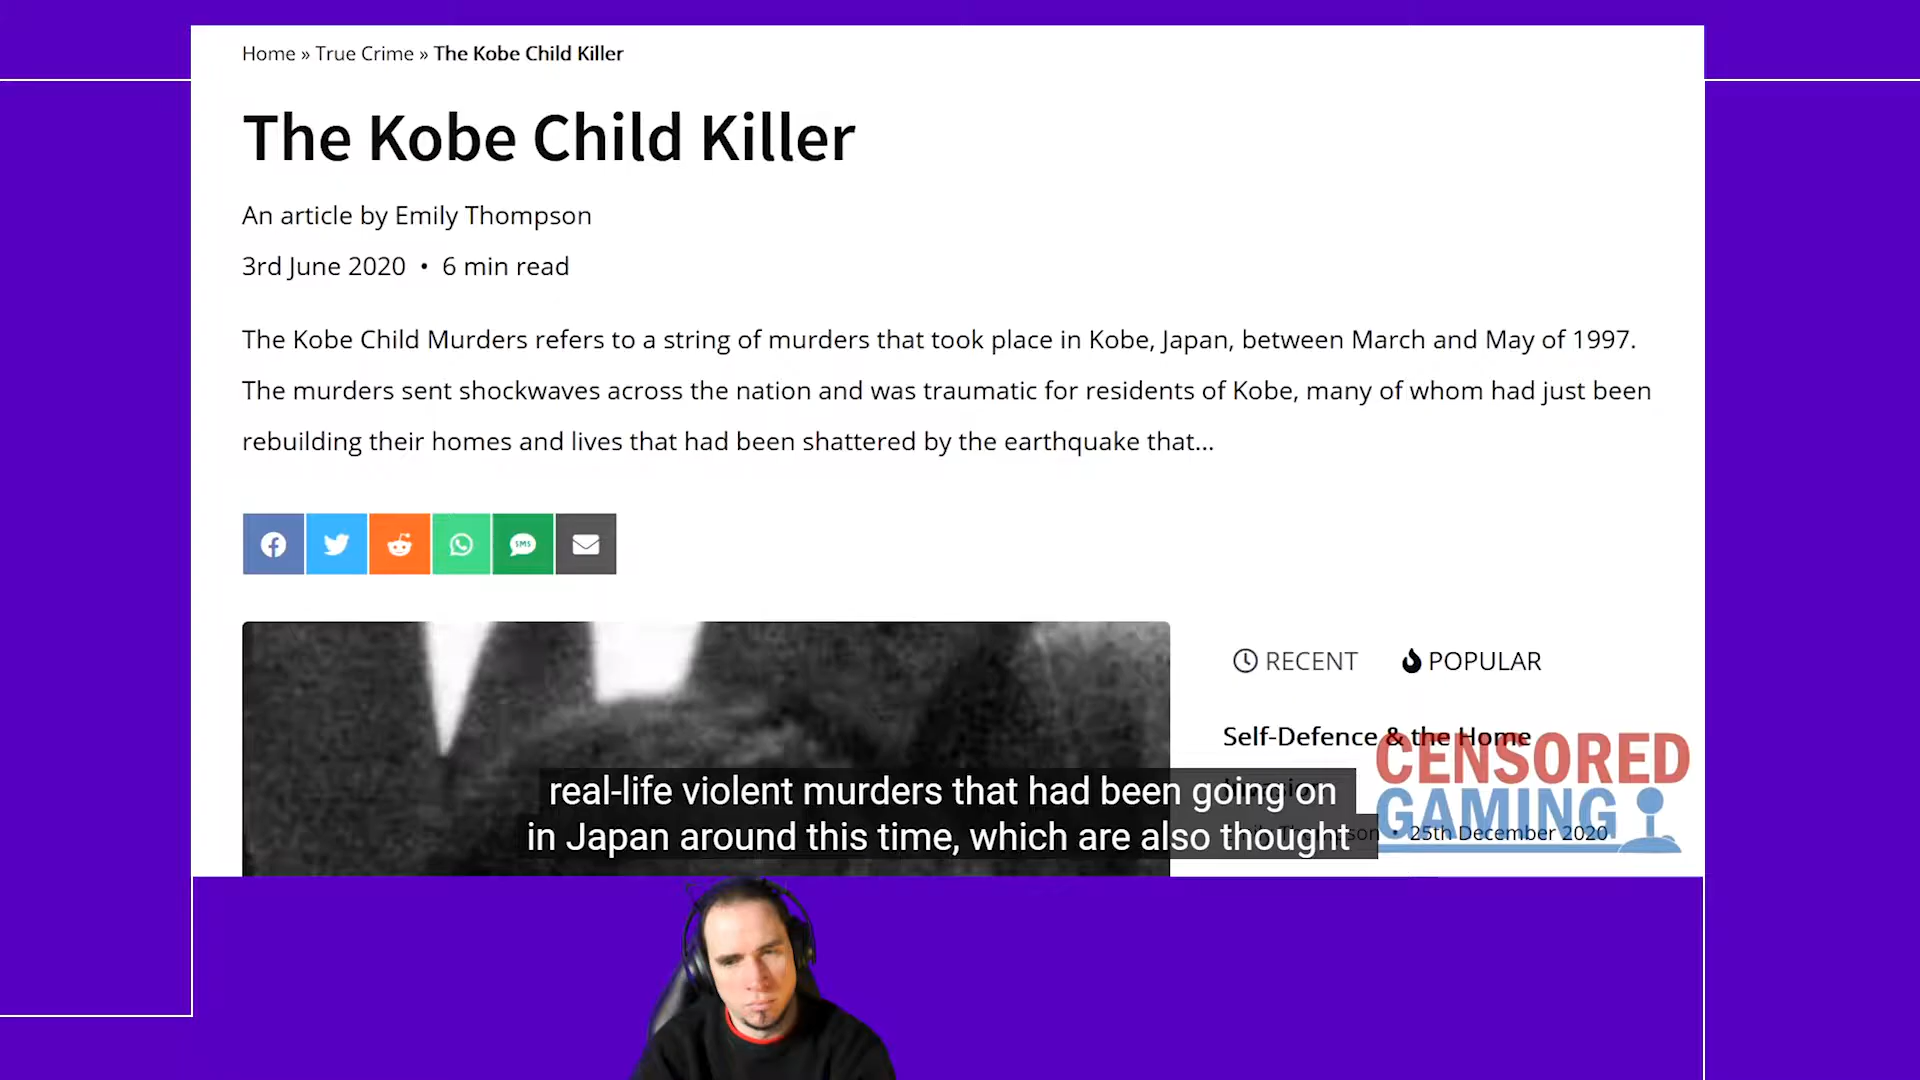 Home » True Crime » The Kobe Child Killer
The Kobe Child Killer
An article by Emily Thompson
3rd June 2020 • 6 min read
The Kobe Child Murders refers to a string of murders that took place in Kobe, Japan, between March and May of 1997.
The murders sent shockwaves across the nation and was traumatic for residents of Kobe, many of whom had just been
rebuilding their homes and lives that had been shattered by the earthquake that...
SMS
RECENT POPULAR
Self-Defence & the Home
CENSORED
GAMING
• 25th December 2020
real-life violent murders that had been going on
in Japan around this time, which are also thought